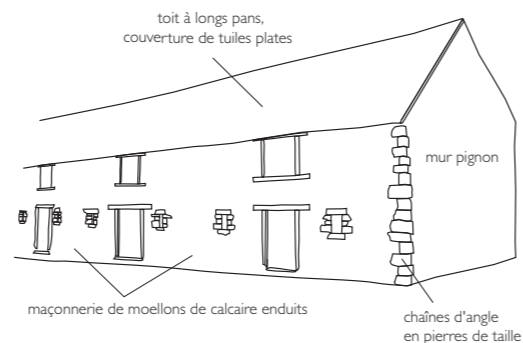 toit à longs pans,
couverture de tuiles plates
mur pignon
maçonnerie de moellons de calcaire enduits
chaînes d'angle
en pierres de taille